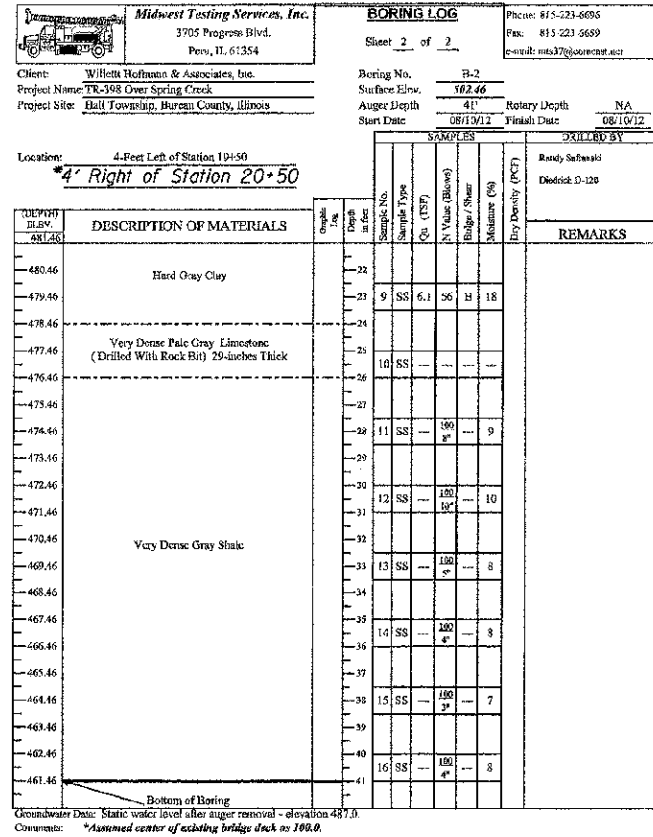 Midwest Testing Services, Inc.
3705 Progress Blvd.
Peru, IL 61354
BORING LOG
Sheet 2 of 2
Phone: 815-223-6696
Fax: 815-223-6659
e-mail: mts37@comcast.net
Client: Willett Hofmann & Associates, Inc.
Project Name: TR-398 Over Spring Creek
Project Site: Hall Township, Bureau County, Illinois
Boring No. B-2
Surface Elev. 502.46
Auger Depth 41' Rotary Depth NA
Start Date 08/10/12 Finish Date 08/10/12
Location: 4-Feet Left of Station 19+50
*4' Right of Station 20+50
SAMPLES
DRILLED BY
Randy Safranski
Diedrick D-120
REMARKS
(DEPTH)
ELEV.
481.46
DESCRIPTION OF MATERIALS
Graphic Log
Depth in feet
Sample No.
Sample Type
Qu (TSF)
N Value (Blows)
Bulge / Shear
Moisture (%)
Dry Density (PCF)
480.46 22
Hard Gray Clay
479.46 23 9 SS 6.1 56 B 18
478.46 24
Very Dense Pale Gray Limestone
477.46 25
(Drilled With Rock Bit) 29-inches Thick
10 SS --- --- --- ---
476.46 26
475.46 27
474.46 28 11 SS --- 100 8" --- 9
473.46 29
472.46 30
12 SS --- 100 10" --- 10
471.46 31
470.46 32
Very Dense Gray Shale
469.46 33 13 SS --- 100 5" --- 8
468.46 34
467.46 35
14 SS --- 100 4" --- 8
466.46 36
465.46 37
464.46 38 15 SS --- 100 3" --- 7
463.46 39
462.46 40
16 SS --- 100 4" --- 8
461.46 41
Bottom of Boring
Groundwater Data: Static water level after auger removal - elevation 487.0.
Comments: *Assumed center of existing bridge deck as 100.0.